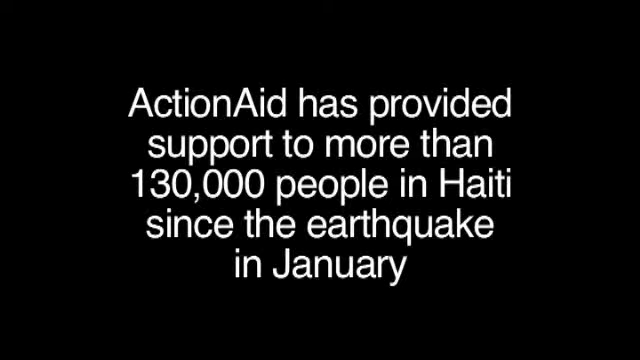 ActionAid has provided
support to more than
130,000 people in Haiti
since the earthquake
in January